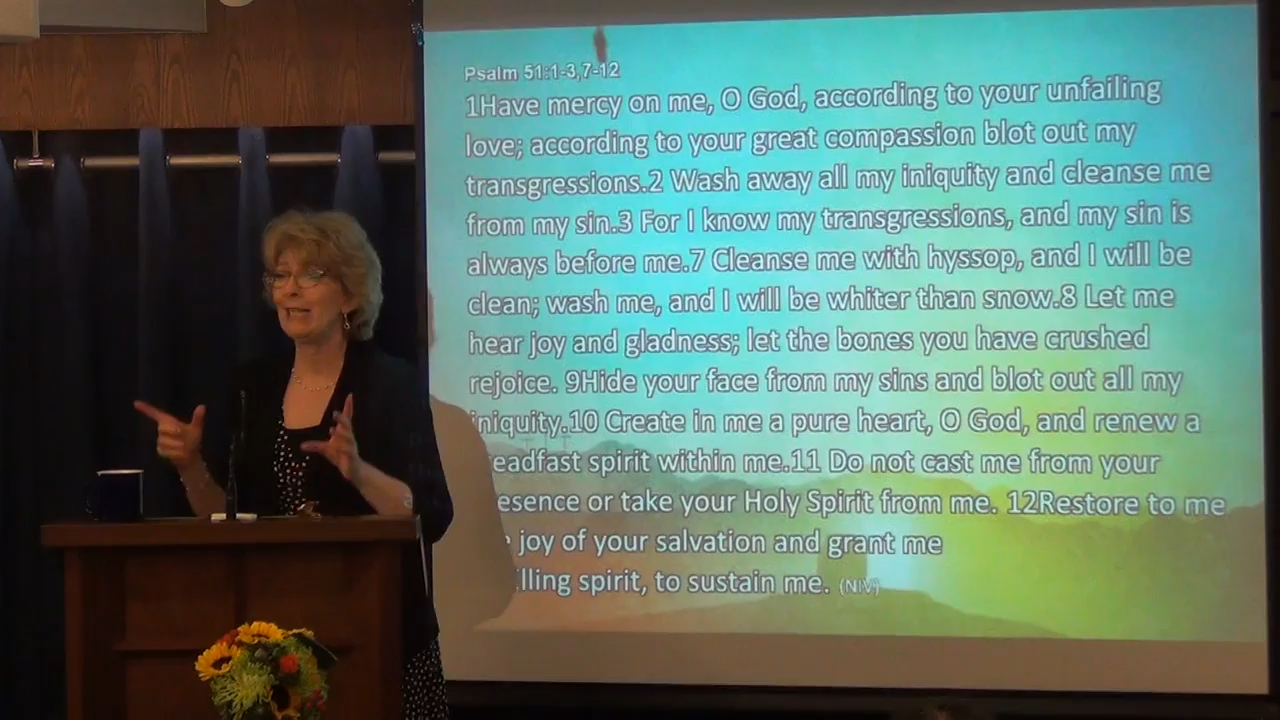 Psalm 51:1-3,7-12
1Have mercy on me, O God, according to your unfailing
love; according to your great compassion blot out my
transgressions.2 Wash away all my iniquity and cleanse me
from my sin.3 For I know my transgressions, and my sin is
always before me.7 Cleanse me with hyssop, and I will be
clean; wash me, and I will be whiter than snow.8 Let me
hear joy and gladness; let the bones you have crushed
rejoice. 9Hide your face from my sins and blot out all my
iniquity.10 Create in me a pure heart, O God, and renew a
eadfast spirit within me.11 Do not cast me from your
esence or take your Holy Spirit from me. 12Restore to me
joy of your salvation and grant me
illing spirit, to sustain me. (NIV)